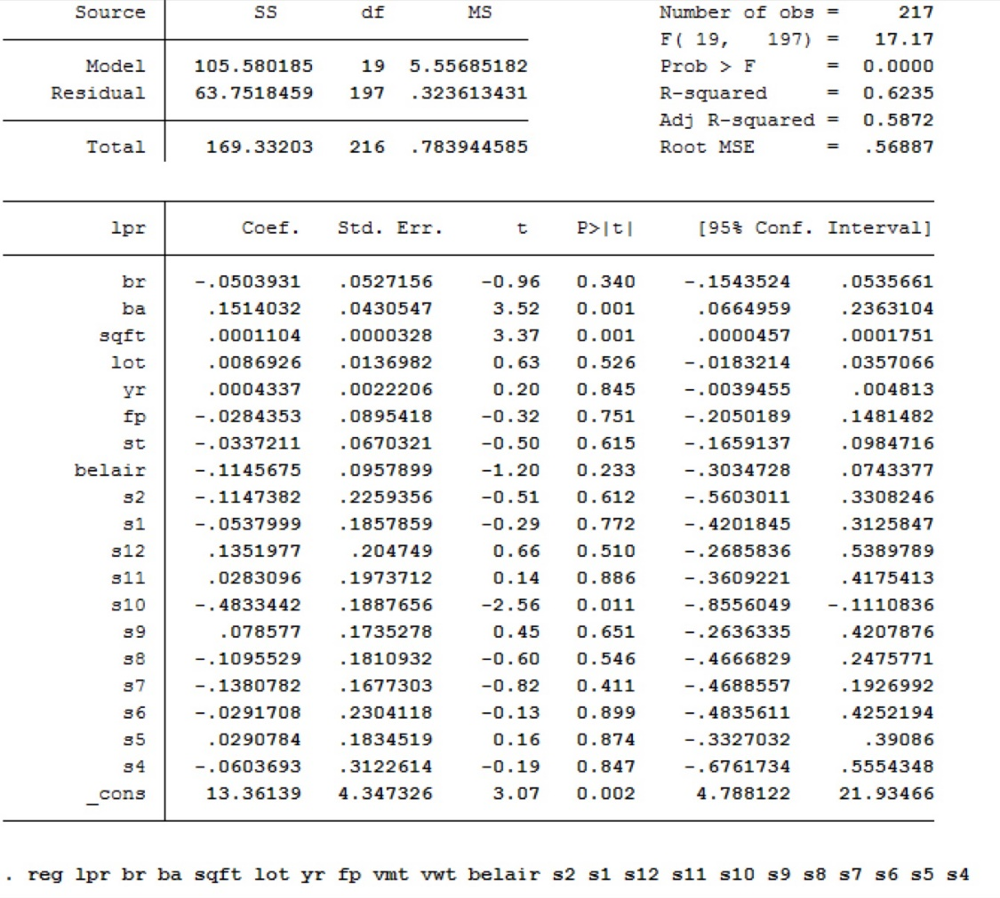 Source SS df MS Number of obs = 217
F( 19, 197) = 17.17
Model 105.580185 19 5.55685182 Prob > F = 0.0000
Residual 63.7518459 197 .323613431 R-squared = 0.6235
Adj R-squared = 0.5872
Total 169.33203 216 .783944585 Root MSE = .56887
lpr Coef. Std. Err. t P>|t| [95% Conf. Interval]
br -.0503931 .0527156 -0.96 0.340 -.1543524 .0535661
ba .1514032 .0430547 3.52 0.001 .0664959 .2363104
sqft .0001104 .0000328 3.37 0.001 .0000457 .0001751
lot .0086926 .0136982 0.63 0.526 -.0183214 .0357066
yr .0004337 .0022206 0.20 0.845 -.0039455 .004813
fp -.0284353 .0895418 -0.32 0.751 -.2050189 .1481482
st -.0337211 .0670321 -0.50 0.615 -.1659137 .0984716
belair -.1145675 .0957899 -1.20 0.233 -.3034728 .0743377
s2 -.1147382 .2259356 -0.51 0.612 -.5603011 .3308246
s1 -.0537999 .1857859 -0.29 0.772 -.4201845 .3125847
s12 .1351977 .204749 0.66 0.510 -.2685836 .5389789
s11 .0283096 .1973712 0.14 0.886 -.3609221 .4175413
s10 -.4833442 .1887656 -2.56 0.011 -.8556049 -.1110836
s9 .078577 .1735278 0.45 0.651 -.2636335 .4207876
s8 -.1095529 .1810932 -0.60 0.546 -.4666829 .2475771
s7 -.1380782 .1677303 -0.82 0.411 -.4688557 .1926992
s6 -.0291708 .2304118 -0.13 0.899 -.4835611 .4252194
s5 .0290784 .1834519 0.16 0.874 -.3327032 .39086
s4 -.0603693 .3122614 -0.19 0.847 -.6761734 .5554348
_cons 13.36139 4.347326 3.07 0.002 4.788122 21.93466
. reg lpr br ba sqft lot yr fp vmt vwt belair s2 s1 s12 s11 s10 s9 s8 s7 s6 s5 s4